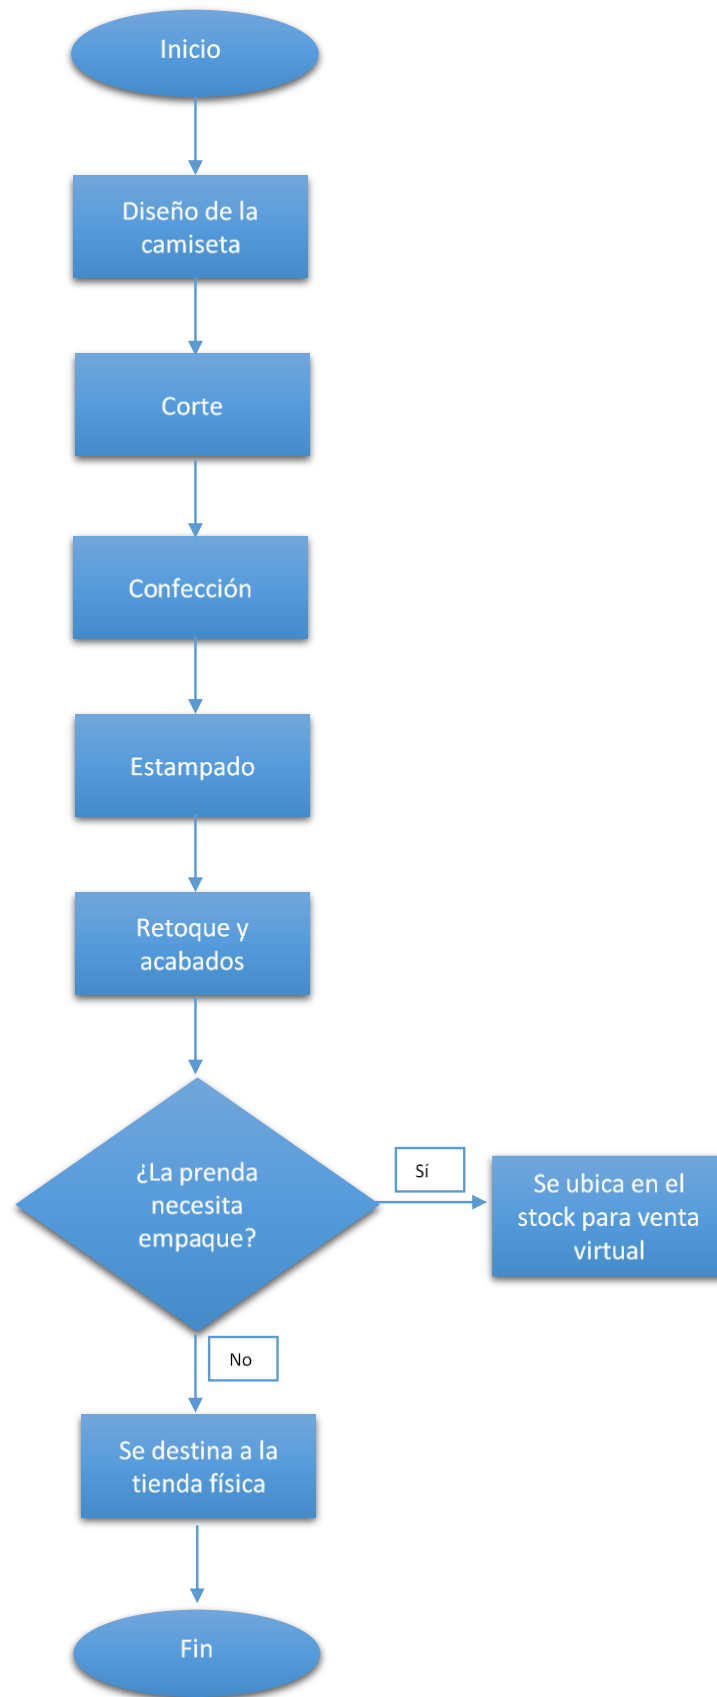 Inicio
Diseño de la
camiseta
Corte
Confección
Estampado
Retoque y
acabados
¿La prenda
necesita
empaque?
Sí
Se ubica en el
stock para venta
virtual
No
Se destina a la
tienda física
Fin